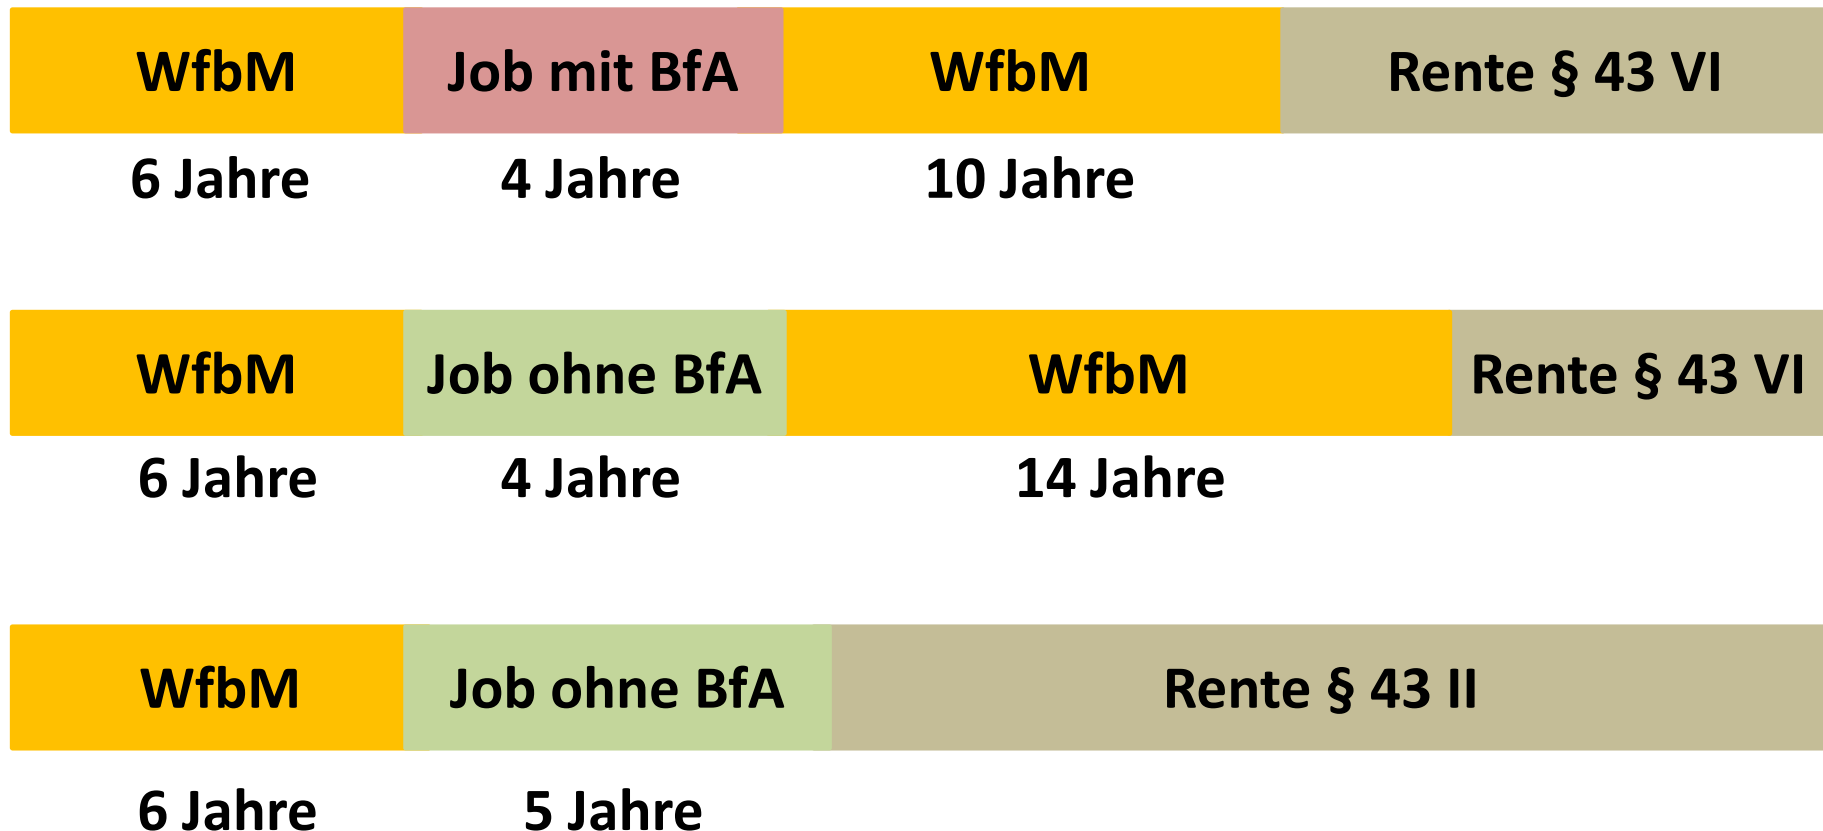 WfbM Job mit BfA WfbM Rente § 43 VI
6 Jahre 4 Jahre 10 Jahre
WfbM Job ohne BfA WfbM Rente § 43 VI
6 Jahre 4 Jahre 14 Jahre
WfbM Job ohne BfA Rente § 43 II
6 Jahre 5 Jahre